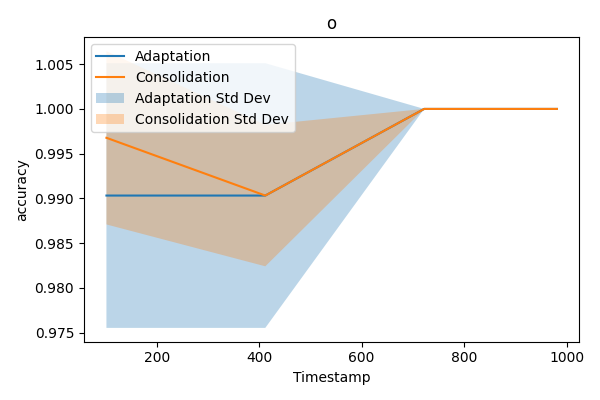 o
Adaptation
Consolidation
Adaptation Std Dev
Consolidation Std Dev
1.005
1.000
0.995
0.990
0.985
0.980
0.975
accuracy
200 400 600 800 1000
Timestamp